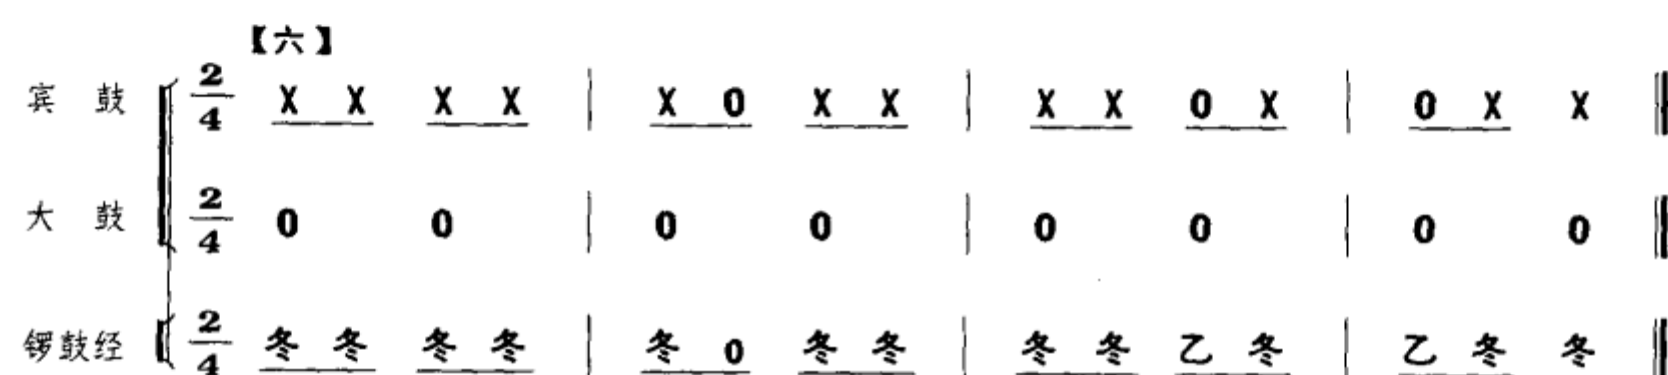 【六】
宾 鼓 2/4 X X X X | X 0 X X | X X 0 X | 0 X X ‖
大 鼓 2/4 0 0 | 0 0 | 0 0 | 0 0 ‖
锣鼓经 2/4 冬 冬 冬 冬 | 冬 0 冬 冬 | 冬 冬 乙 冬 | 乙 冬 冬 ‖